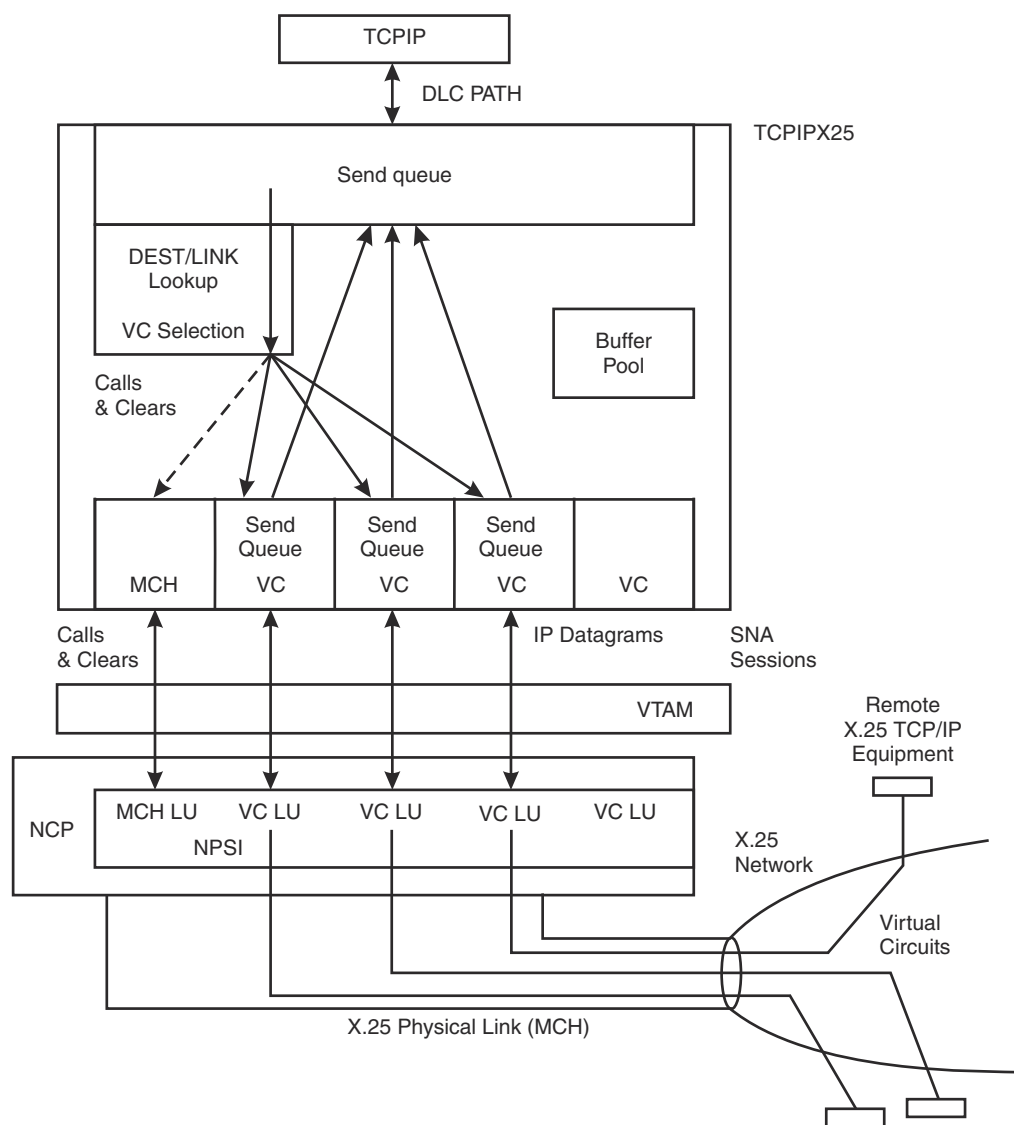 TCPIP
DLC PATH
TCPIPX25
Send queue
DEST/LINK
Lookup
VC Selection
Buffer
Pool
Calls
& Clears
MCH
Send
Queue
VC
Send
Queue
VC
Send
Queue
VC
VC
Calls
& Clears
IP Datagrams
SNA
Sessions
VTAM
Remote
X.25 TCP/IP
Equipment
NCP
MCH LU
VC LU
VC LU
VC LU
VC LU
NPSI
X.25
Network
Virtual
Circuits
X.25 Physical Link (MCH)